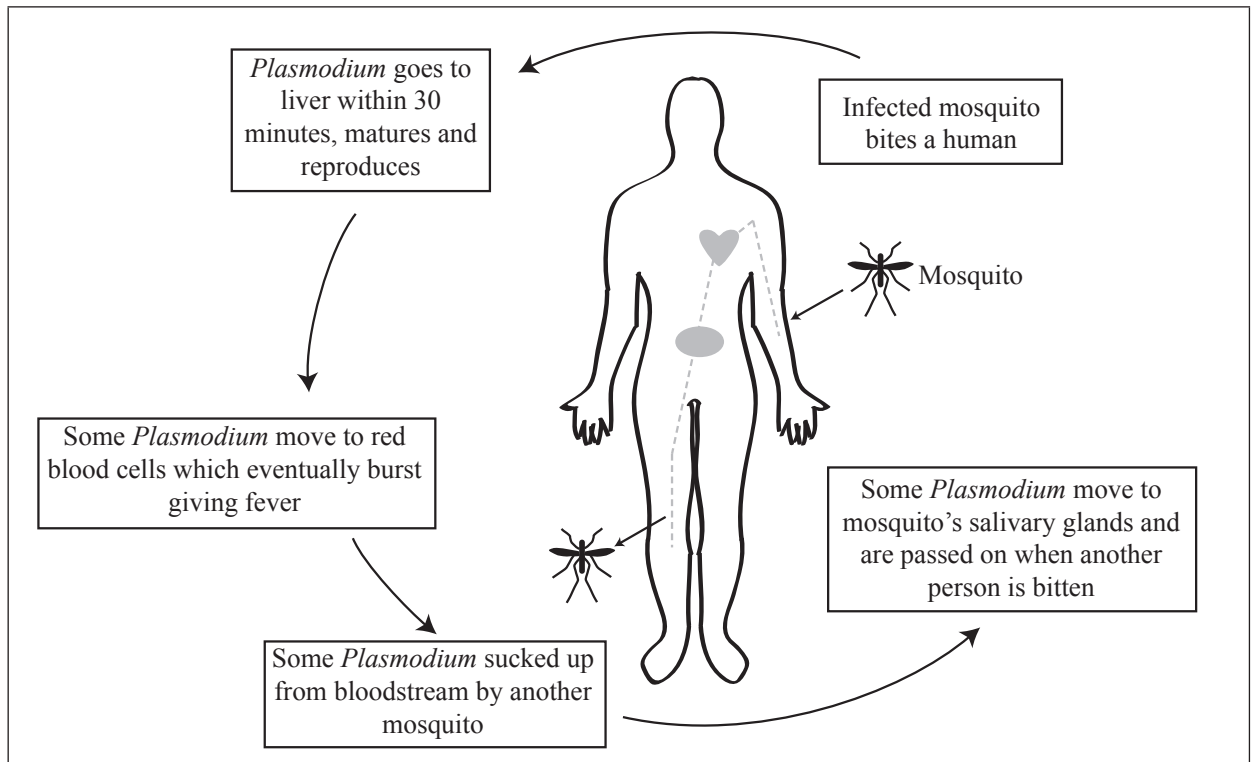 Infected mosquito
bites a human
Plasmodium goes to
liver within 30
minutes, matures and
reproduces
Some Plasmodium move to red
blood cells which eventually burst
giving fever
Some Plasmodium sucked up
from bloodstream by another
mosquito
Some Plasmodium move to
mosquito’s salivary glands and
are passed on when another
person is bitten
Mosquito